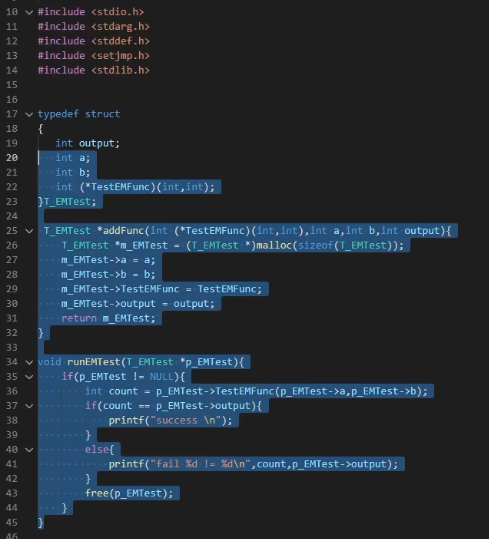 10 #include <stdio.h>
11 #include <stdarg.h>
12 #include <stddef.h>
13 #include <setjmp.h>
14 #include <stdlib.h>
15
16
17 typedef struct
18 {
19 int output;
20 int a;
21 int b;
22 int (*TestEMFunc)(int,int);
23 }T_EMTest;
24
25 T_EMTest *addFunc(int (*TestEMFunc)(int,int),int a,int b,int output){
26 T_EMTest *m_EMTest = (T_EMTest *)malloc(sizeof(T_EMTest));
27 m_EMTest->a = a;
28 m_EMTest->b = b;
29 m_EMTest->TestEMFunc = TestEMFunc;
30 m_EMTest->output = output;
31 return m_EMTest;
32 }
33
34 void runEMTest(T_EMTest *p_EMTest){
35 if(p_EMTest != NULL){
36 int count = p_EMTest->TestEMFunc(p_EMTest->a,p_EMTest->b);
37 if(count == p_EMTest->output){
38 printf("success \n");
39 }
40 else{
41 printf("fail %d != %d\n",count,p_EMTest->output);
42 }
43 free(p_EMTest);
44 }
45 }
46